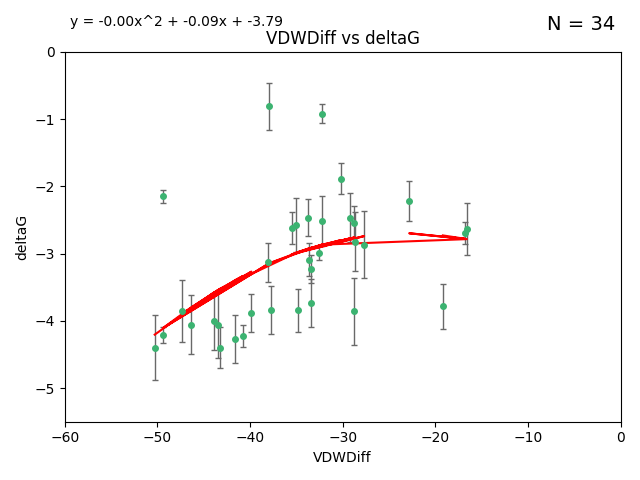 y = -0.00x^2 + -0.09x + -3.79
N = 34
VDWDiff vs deltaG
0
−1
−2
−3
−4
−5
deltaG
−60 −50 −40 −30 −20 −10 0
VDWDiff